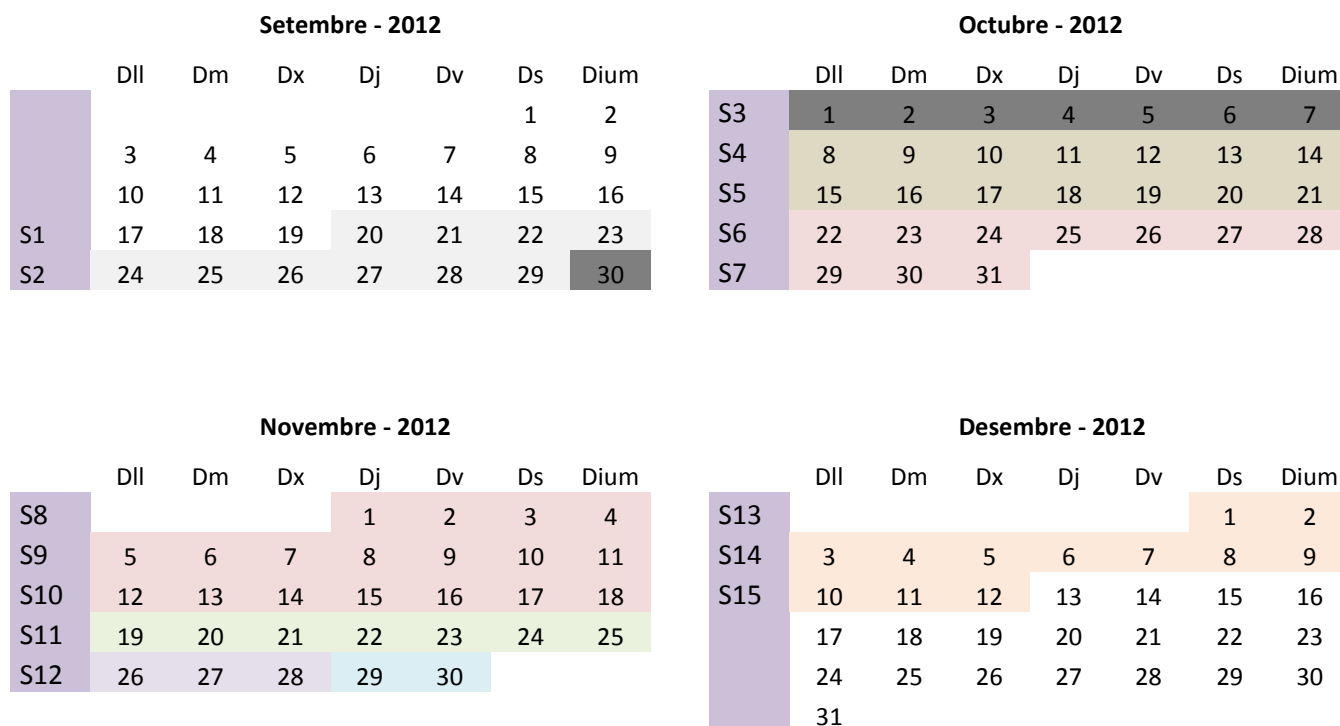 Setembre - 2012
Dll Dm Dx Dj Dv Ds Dium
1 2
3 4 5 6 7 8 9
10 11 12 13 14 15 16
S1 17 18 19 20 21 22 23
S2 24 25 26 27 28 29 30
Octubre - 2012
Dll Dm Dx Dj Dv Ds Dium
S3 1 2 3 4 5 6 7
S4 8 9 10 11 12 13 14
S5 15 16 17 18 19 20 21
S6 22 23 24 25 26 27 28
S7 29 30 31
Novembre - 2012
Dll Dm Dx Dj Dv Ds Dium
S8 1 2 3 4
S9 5 6 7 8 9 10 11
S10 12 13 14 15 16 17 18
S11 19 20 21 22 23 24 25
S12 26 27 28 29 30
Desembre - 2012
Dll Dm Dx Dj Dv Ds Dium
S13 1 2
S14 3 4 5 6 7 8 9
S15 10 11 12 13 14 15 16
17 18 19 20 21 22 23
24 25 26 27 28 29 30
31